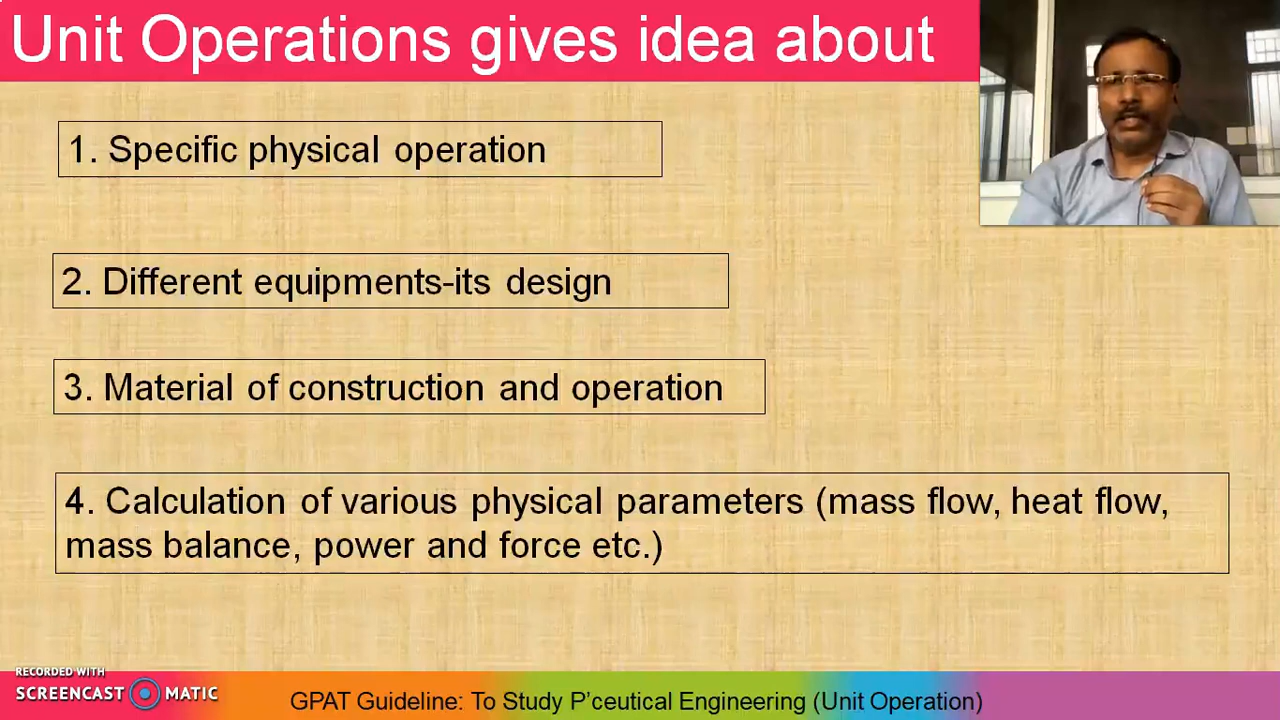 Unit Operations gives idea about
1. Specific physical operation
2. Different equipments-its design
3. Material of construction and operation
4. Calculation of various physical parameters (mass flow, heat flow,
mass balance, power and force etc.)
RECORDED WITH
SCREENCAST MATIC
GPAT Guideline: To Study P'ceutical Engineering (Unit Operation)